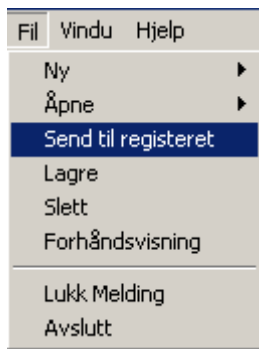 Fil Vindu Hjelp
Ny
Åpne
Send til registeret
Lagre
Slett
Forhåndsvisning
Lukk Melding
Avslutt